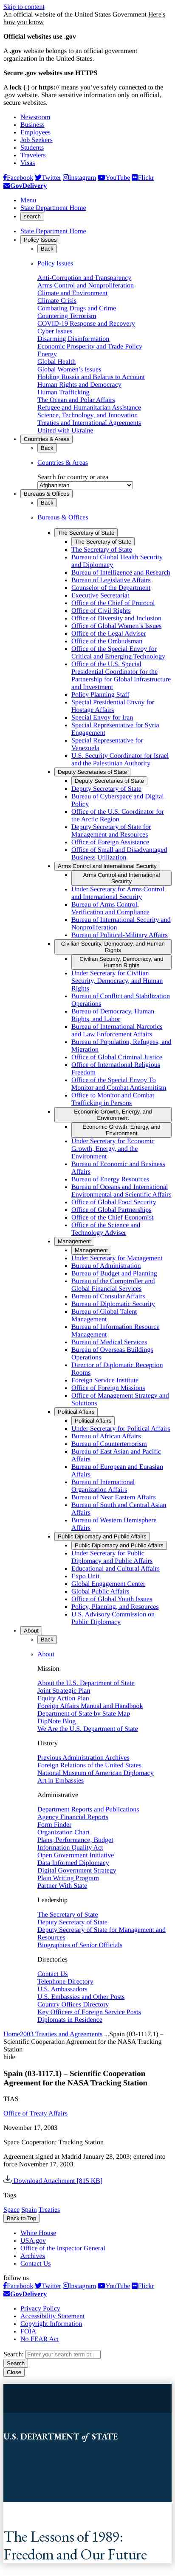 Skip to content
An official website of the United States Government Here's
how you know
Official websites use .gov
A .gov website belongs to an official government
organization in the United States.
Secure .gov websites use HTTPS
A lock ( ) or https:// means you’ve safely connected to the
.gov website. Share sensitive information only on official,
secure websites.
Newsroom
Business
Employees
Job Seekers
Students
Travelers
Visas
Facebook Twitter Instagram YouTube Flickr
GovDelivery
Menu
State Department Home
search
State Department Home
Policy Issues
Back
Policy Issues
Anti-Corruption and Transparency
Arms Control and Nonproliferation
Climate and Environment
Climate Crisis
Combating Drugs and Crime
Countering Terrorism
COVID-19 Response and Recovery
Cyber Issues
Disarming Disinformation
Economic Prosperity and Trade Policy
Energy
Global Health
Global Women’s Issues
Holding Russia and Belarus to Account
Human Rights and Democracy
Human Trafficking
The Ocean and Polar Affairs
Refugee and Humanitarian Assistance
Science, Technology, and Innovation
Treaties and International Agreements
United with Ukraine
Countries & Areas
Back
Countries & Areas
Search for country or area
Afghanistan
Bureaus & Offices
Back
Bureaus & Offices
The Secretary of State
The Secretary of State
The Secretary of State
Bureau of Global Health Security
and Diplomacy
Bureau of Intelligence and Research
Bureau of Legislative Affairs
Counselor of the Department
Executive Secretariat
Office of the Chief of Protocol
Office of Civil Rights
Office of Diversity and Inclusion
Office of Global Women’s Issues
Office of the Legal Adviser
Office of the Ombudsman
Office of the Special Envoy for
Critical and Emerging Technology
Office of the U.S. Special
Presidential Coordinator for the
Partnership for Global Infrastructure
and Investment
Policy Planning Staff
Special Presidential Envoy for
Hostage Affairs
Special Envoy for Iran
Special Representative for Syria
Engagement
Special Representative for
Venezuela
U.S. Security Coordinator for Israel
and the Palestinian Authority
Deputy Secretaries of State
Deputy Secretaries of State
Deputy Secretary of State
Bureau of Cyberspace and Digital
Policy
Office of the U.S. Coordinator for
the Arctic Region
Deputy Secretary of State for
Management and Resources
Office of Foreign Assistance
Office of Small and Disadvantaged
Business Utilization
Arms Control and International Security
Arms Control and International
Security
Under Secretary for Arms Control
and International Security
Bureau of Arms Control,
Verification and Compliance
Bureau of International Security and
Nonproliferation
Bureau of Political-Military Affairs
Civilian Security, Democracy, and Human
Rights
Civilian Security, Democracy, and
Human Rights
Under Secretary for Civilian
Security, Democracy, and Human
Rights
Bureau of Conflict and Stabilization
Operations
Bureau of Democracy, Human
Rights, and Labor
Bureau of International Narcotics
and Law Enforcement Affairs
Bureau of Population, Refugees, and
Migration
Office of Global Criminal Justice
Office of International Religious
Freedom
Office of the Special Envoy To
Monitor and Combat Antisemitism
Office to Monitor and Combat
Trafficking in Persons
Economic Growth, Energy, and
Environment
Economic Growth, Energy, and
Environment
Under Secretary for Economic
Growth, Energy, and the
Environment
Bureau of Economic and Business
Affairs
Bureau of Energy Resources
Bureau of Oceans and International
Environmental and Scientific Affairs
Office of Global Food Security
Office of Global Partnerships
Office of the Chief Economist
Office of the Science and
Technology Adviser
Management
Management
Under Secretary for Management
Bureau of Administration
Bureau of Budget and Planning
Bureau of the Comptroller and
Global Financial Services
Bureau of Consular Affairs
Bureau of Diplomatic Security
Bureau of Global Talent
Management
Bureau of Information Resource
Management
Bureau of Medical Services
Bureau of Overseas Buildings
Operations
Director of Diplomatic Reception
Rooms
Foreign Service Institute
Office of Foreign Missions
Office of Management Strategy and
Solutions
Political Affairs
Political Affairs
Under Secretary for Political Affairs
Bureau of African Affairs
Bureau of Counterterrorism
Bureau of East Asian and Pacific
Affairs
Bureau of European and Eurasian
Affairs
Bureau of International
Organization Affairs
Bureau of Near Eastern Affairs
Bureau of South and Central Asian
Affairs
Bureau of Western Hemisphere
Affairs
Public Diplomacy and Public Affairs
Public Diplomacy and Public Affairs
Under Secretary for Public
Diplomacy and Public Affairs
Educational and Cultural Affairs
Expo Unit
Global Engagement Center
Global Public Affairs
Office of Global Youth Issues
Policy, Planning, and Resources
U.S. Advisory Commission on
Public Diplomacy
About
Back
About
Mission
About the U.S. Department of State
Joint Strategic Plan
Equity Action Plan
Foreign Affairs Manual and Handbook
Department of State by State Map
DipNote Blog
We Are the U.S. Department of State
History
Previous Administration Archives
Foreign Relations of the United States
National Museum of American Diplomacy
Art in Embassies
Administrative
Department Reports and Publications
Agency Financial Reports
Form Finder
Organization Chart
Plans, Performance, Budget
Information Quality Act
Open Government Initiative
Data Informed Diplomacy
Digital Government Strategy
Plain Writing Program
Partner With State
Leadership
The Secretary of State
Deputy Secretary of State
Deputy Secretary of State for Management and
Resources
Biographies of Senior Officials
Directories
Contact Us
Telephone Directory
U.S. Ambassadors
U.S. Embassies and Other Posts
Country Offices Directory
Key Officers of Foreign Service Posts
Diplomats in Residence
Home2003 Treaties and Agreements ...Spain (03-1117.1) –
Scientific Cooperation Agreement for the NASA Tracking
Station
hide
Spain (03-1117.1) – Scientific Cooperation
Agreement for the NASA Tracking Station
TIAS
Office of Treaty Affairs
November 17, 2003
Space Cooperation: Tracking Station
Agreement signed at Madrid January 28, 2003; entered into
force November 17, 2003.
Download Attachment [815 KB]
Tags
Space Spain Treaties
Back to Top
White House
USA.gov
Office of the Inspector General
Archives
Contact Us
follow us
Facebook Twitter Instagram YouTube Flickr
GovDelivery
Privacy Policy
Accessibility Statement
Copyright Information
FOIA
No FEAR Act
Search: Enter your search term or
Search
Close
U.S. DEPARTMENT of STATE
The Lessons of 1989:
Freedom and Our Future